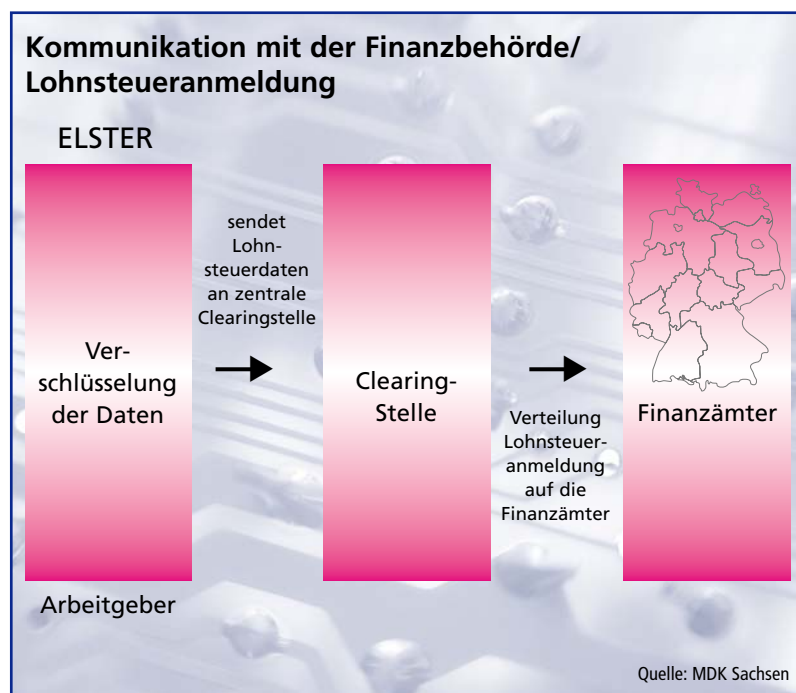 Kommunikation mit der Finanzbehörde/
Lohnsteueranmeldung
ELSTER
Ver-
schlüsselung
der Daten
Arbeitgeber
sendet
Lohn-
steuerdaten
an zentrale
Clearingstelle
Clearing-
Stelle
Verteilung
Lohnsteuer-
anmeldung
auf die
Finanzämter
Finanzämter
Quelle: MDK Sachsen